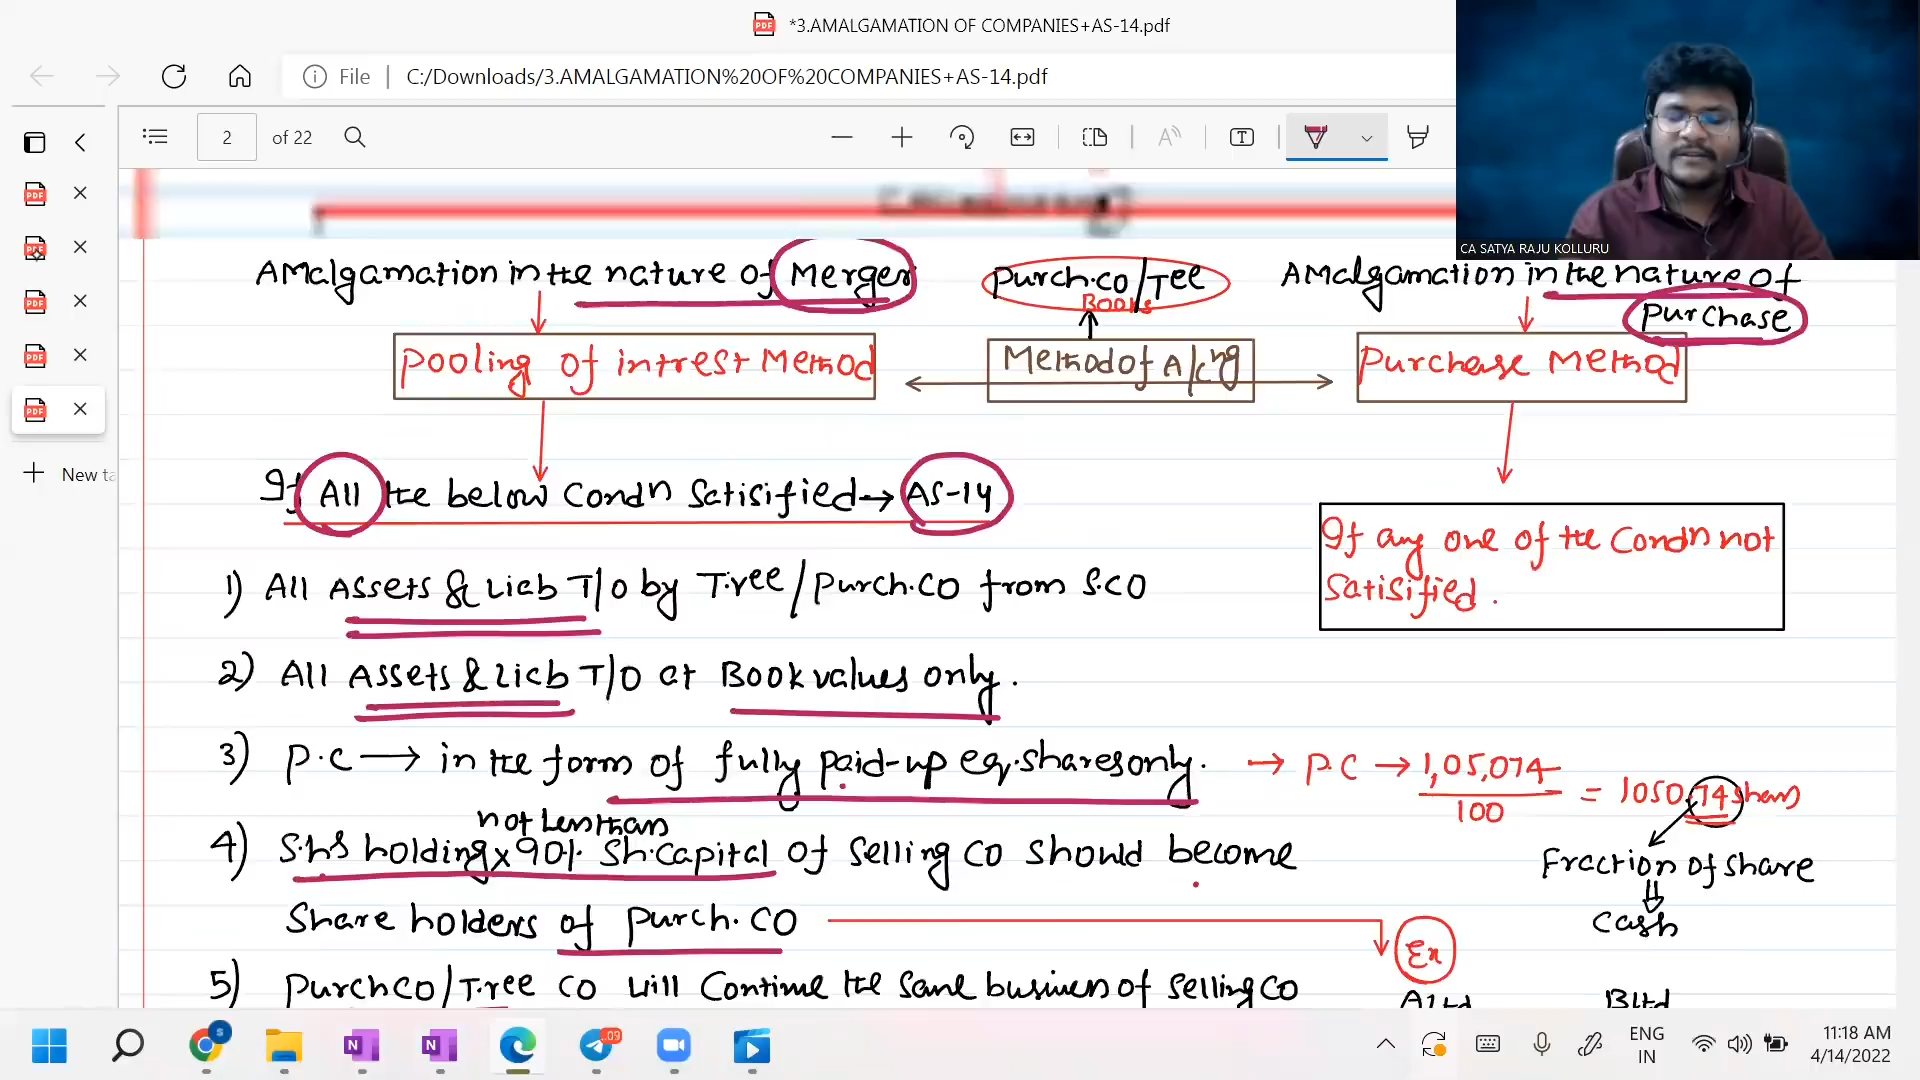 *3.AMALGAMATION OF COMPANIES+AS-14.pdf
File
C:/Downloads/3.AMALGAMATION%20OF%20COMPANIES+AS-14.pdf
2 of 22
CA SATYA RAJU KOLLURU
New ta
Amalgamation in the nature of Merger
Purch.co/Tee
Books
Amalgamation in the nature of
Purchase
Pooling of intrest Method
Method of A/cng
Purchase Method
If All the below Condn Satisified → AS-14
If any one of the Condn not
Satisified.
1) All Assets & Liab T/o by T.ree/Purch.co from S.CO
2) All Assets & Liab T/O at Book values only.
3) P.C → in the form of fully paid-up eq.shares only. → P.C → 1,05,074
100
= 1050.74 shares
not Less than
4) S.hs holding x 90% Sh.capital of Selling CO Should become
Share holders of Purch.CO
Fraction of share
Cash
Ex
5) Purch CO/T.ree CO will Continue the same business of Selling CO
A Ltd
B Ltd
.09
ENG
IN
11:18 AM
4/14/2022